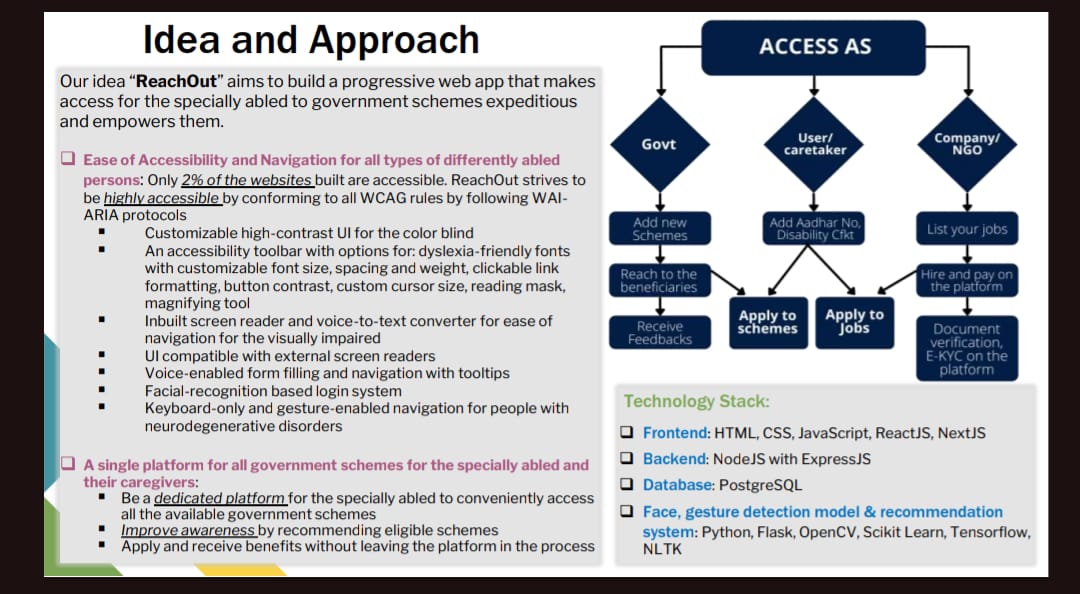 Idea and Approach
Our idea “ReachOut” aims to build a progressive web app that makes
access for the specially abled to government schemes expeditious
and empowers them.
Ease of Accessibility and Navigation for all types of differently abled
persons: Only 2% of the websites built are accessible. ReachOut strives to
be highly accessible by conforming to all WCAG rules by following WAI-
ARIA protocols
Customizable high-contrast UI for the color blind
An accessibility toolbar with options for: dyslexia-friendly fonts
with customizable font size, spacing and weight, clickable link
formatting, button contrast, custom cursor size, reading mask,
magnifying tool
Inbuilt screen reader and voice-to-text converter for ease of
navigation for the visually impaired
UI compatible with external screen readers
Voice-enabled form filling and navigation with tooltips
Facial-recognition based login system
Keyboard-only and gesture-enabled navigation for people with
neurodegenerative disorders
A single platform for all government schemes for the specially abled and
their caregivers:
Be a dedicated platform for the specially abled to conveniently access
all the available government schemes
Improve awareness by recommending eligible schemes
Apply and receive benefits without leaving the platform in the process
ACCESS AS
Govt
User/
caretaker
Company/
NGO
Add new
Schemes
Add Aadhar No,
Disability Cfkt
List your jobs
Reach to the
beneficiaries
Hire and pay on
the platform
Apply to
schemes
Apply to
Jobs
Receive
Feedbacks
Document
verification,
E-KYC on the
platform
Technology Stack:
Frontend: HTML, CSS, JavaScript, ReactJS, NextJS
Backend: NodeJS with ExpressJS
Database: PostgreSQL
Face, gesture detection model & recommendation
system: Python, Flask, OpenCV, Scikit Learn, Tensorflow,
NLTK